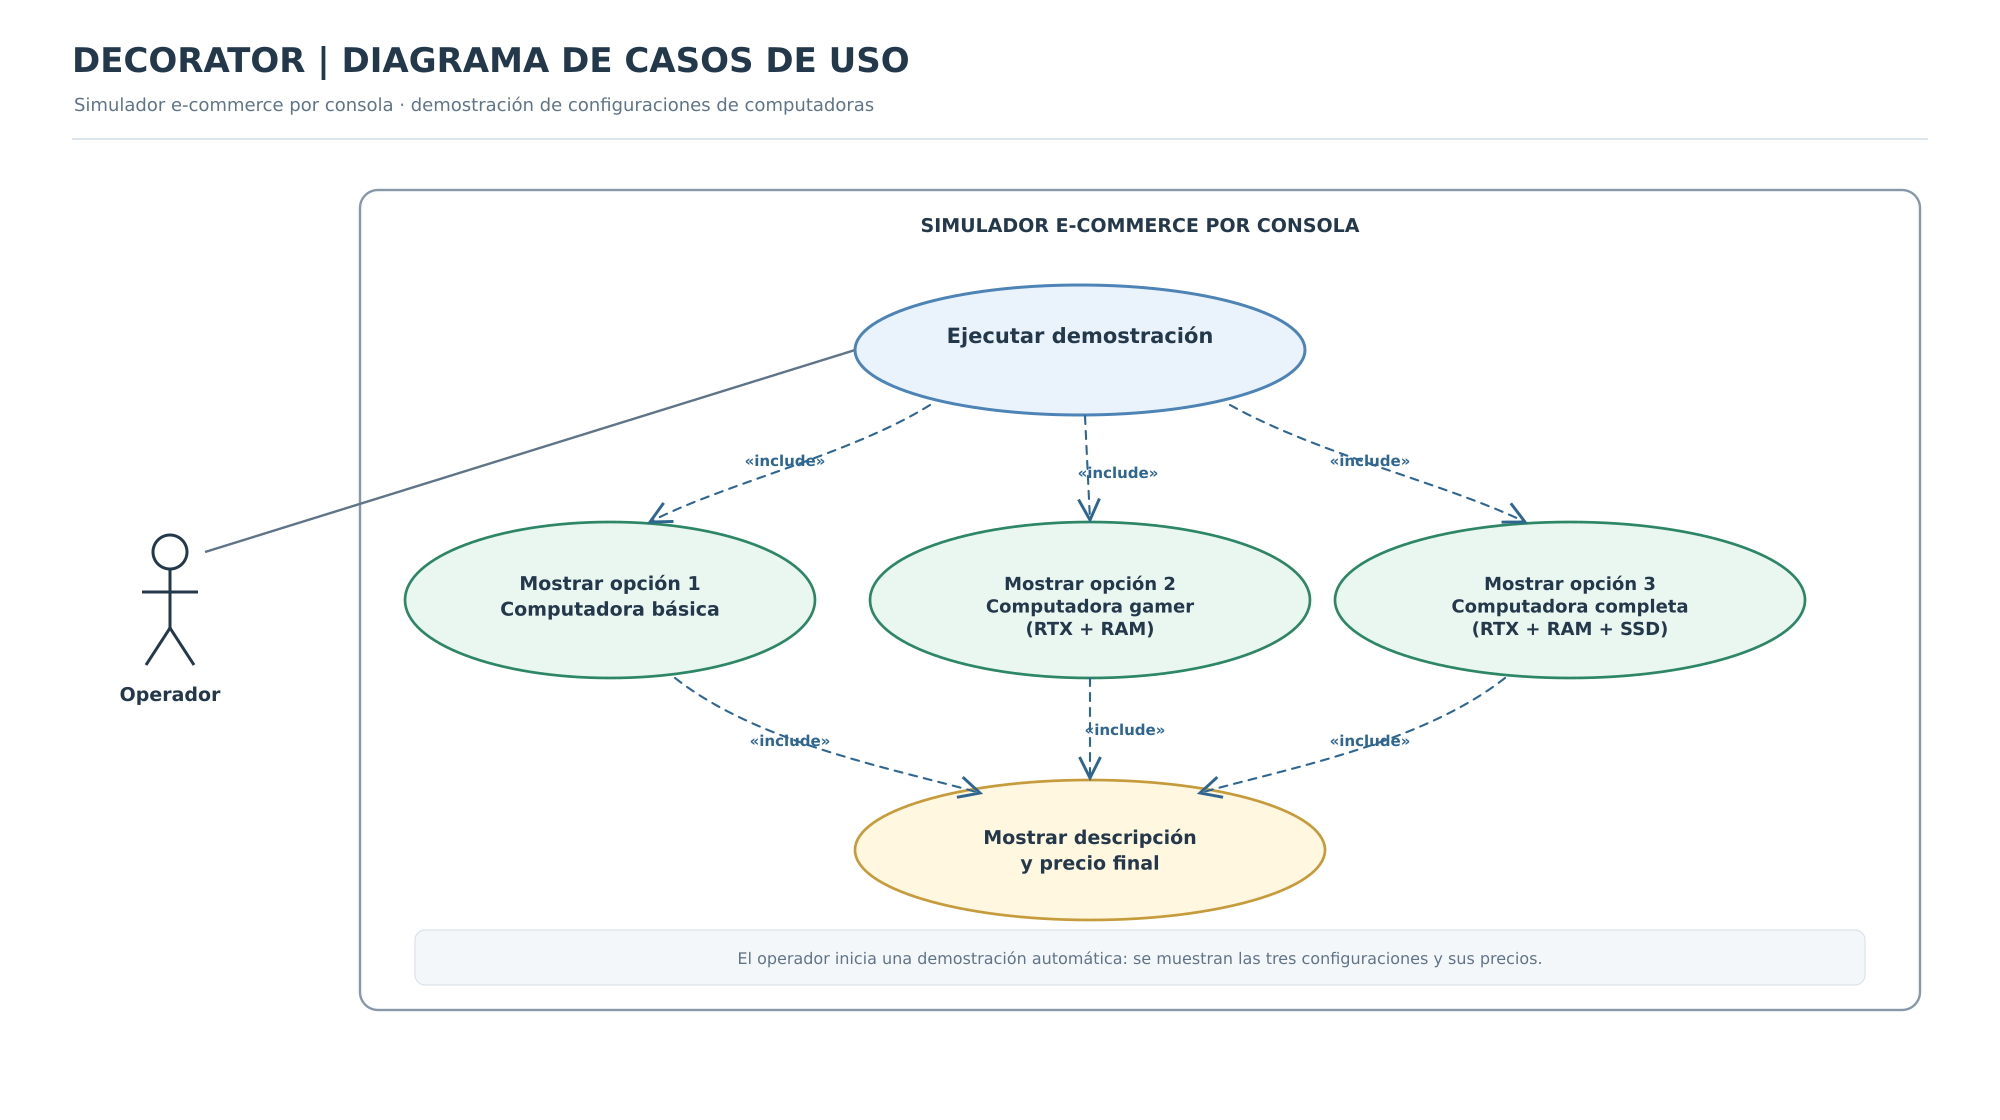 DECORATOR | DIAGRAMA DE CASOS DE USO
Simulador e-commerce por consola · demostración de configuraciones de computadoras
SIMULADOR E-COMMERCE POR CONSOLA
Ejecutar demostración
«include»
«include»
«include»
Mostrar opción 1
Computadora básica
Mostrar opción 2
Computadora gamer
(RTX + RAM)
Mostrar opción 3
Computadora completa
(RTX + RAM + SSD)
Operador
«include»
«include»
«include»
Mostrar descripción
y precio final
El operador inicia una demostración automática: se muestran las tres configuraciones y sus precios.